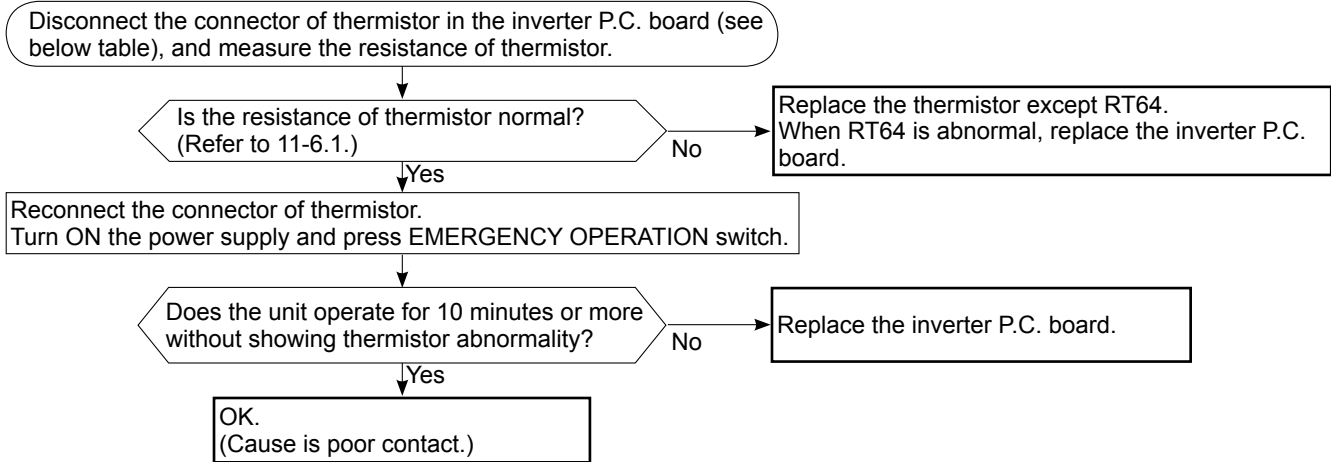 Disconnect the connector of thermistor in the inverter P.C. board (see
below table), and measure the resistance of thermistor.
Is the resistance of thermistor normal?
(Refer to 11-6.1.)
No
Replace the thermistor except RT64.
When RT64 is abnormal, replace the inverter P.C.
board.
Yes
Reconnect the connector of thermistor.
Turn ON the power supply and press EMERGENCY OPERATION switch.
Does the unit operate for 10 minutes or more
without showing thermistor abnormality?
No
Replace the inverter P.C. board.
Yes
OK.
(Cause is poor contact.)